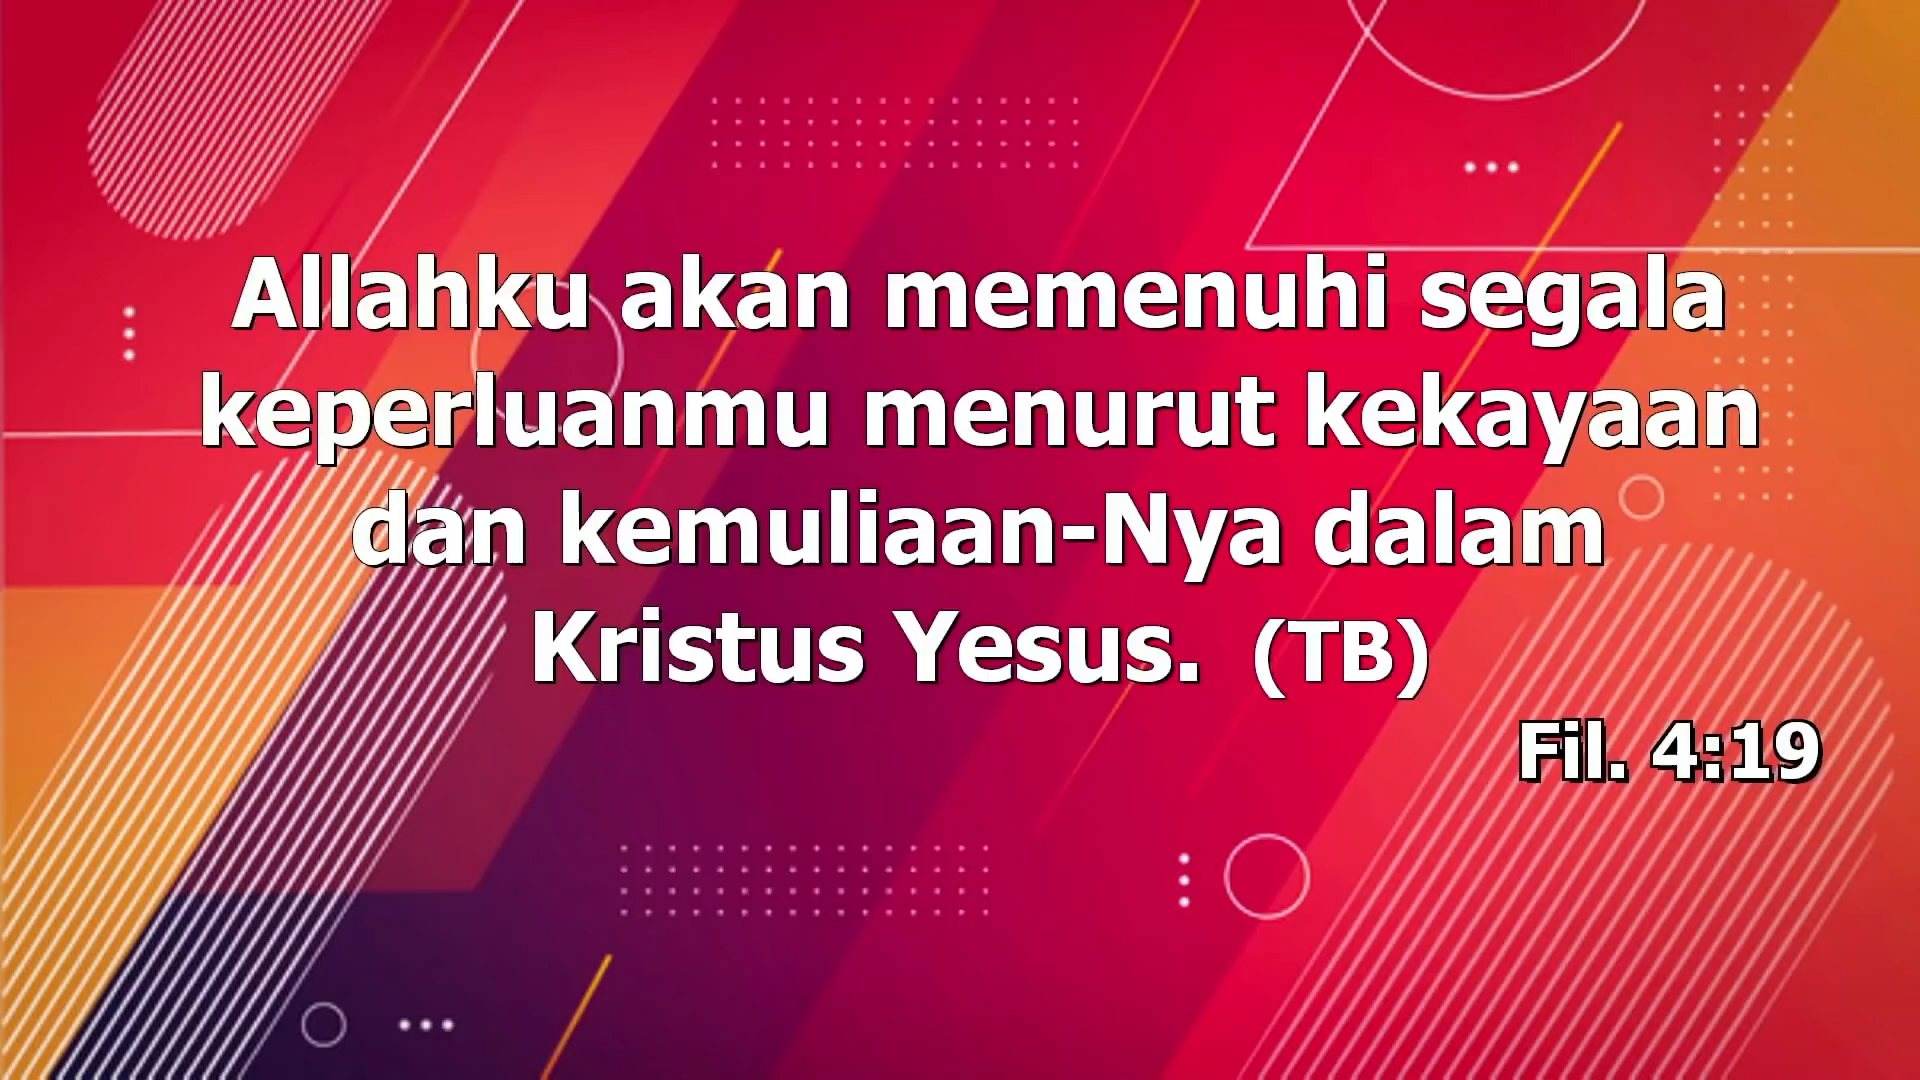 Allahku akan memenuhi segala
keperluanmu menurut kekayaan
dan kemuliaan-Nya dalam
Kristus Yesus. (TB)
Fil. 4:19